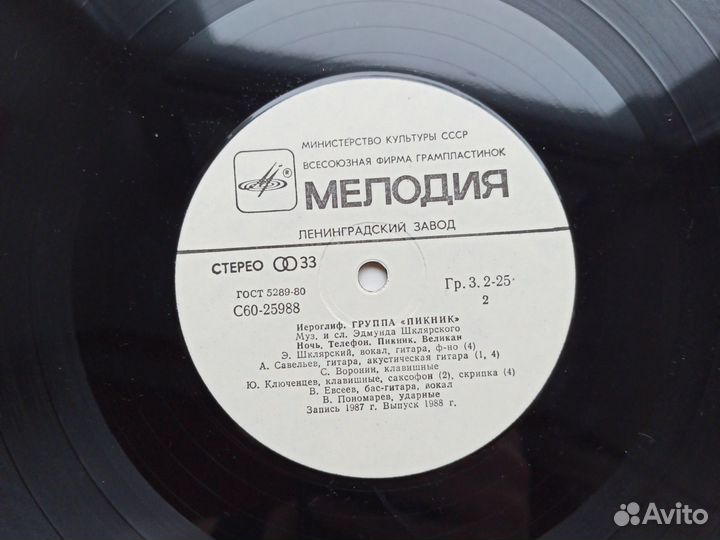 МИНИСТЕРСТВО КУЛЬТУРЫ СССР
ВСЕСОЮЗНАЯ ФИРМА ГРАМПЛАСТИНОК
® МЕЛОДИЯ
ЛЕНИНГРАДСКИЙ ЗАВОД
СТЕРЕО 33
Гр. 3. 2-25
ГОСТ 5289-80
2
С60-25988
Иероглиф. ГРУППА «ПИКНИК»
Муз. и сл. Эдмунда Шклярского
Ночь. Телефон. Пикник. Великан
Э. Шклярский, вокал, гитара, ф-но (4)
А. Савельев, гитара, акустическая гитара (1, 4)
С. Воронин, клавишные
Ю. Ключенцев, клавишные, саксофон (2), скрипка (4)
В. Евсеев, бас-гитара, вокал
В. Пономарев, ударные
Запись 1987 г. Выпуск 1988 г.
Avito